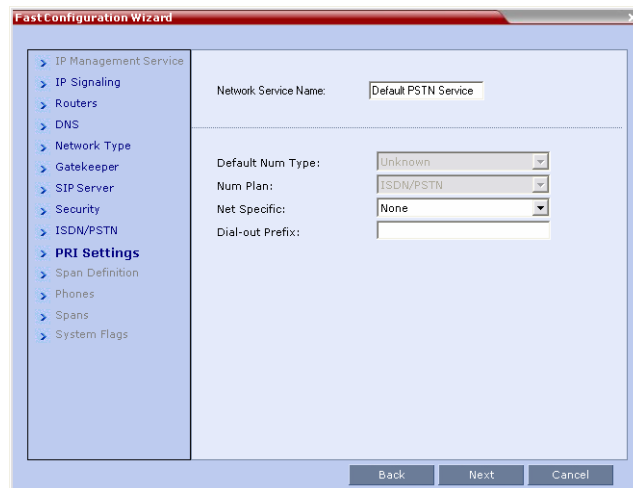 Fast Configuration Wizard
IP Management Service
IP Signaling
Routers
DNS
Network Type
Gatekeeper
SIP Server
Security
ISDN/PSTN
PRI Settings
Span Definition
Phones
Spans
System Flags
Network Service Name: Default PSTN Service
Default Num Type: Unknown
Num Plan: ISDN/PSTN
Net Specific: None
Dial-out Prefix:
Back Next Cancel